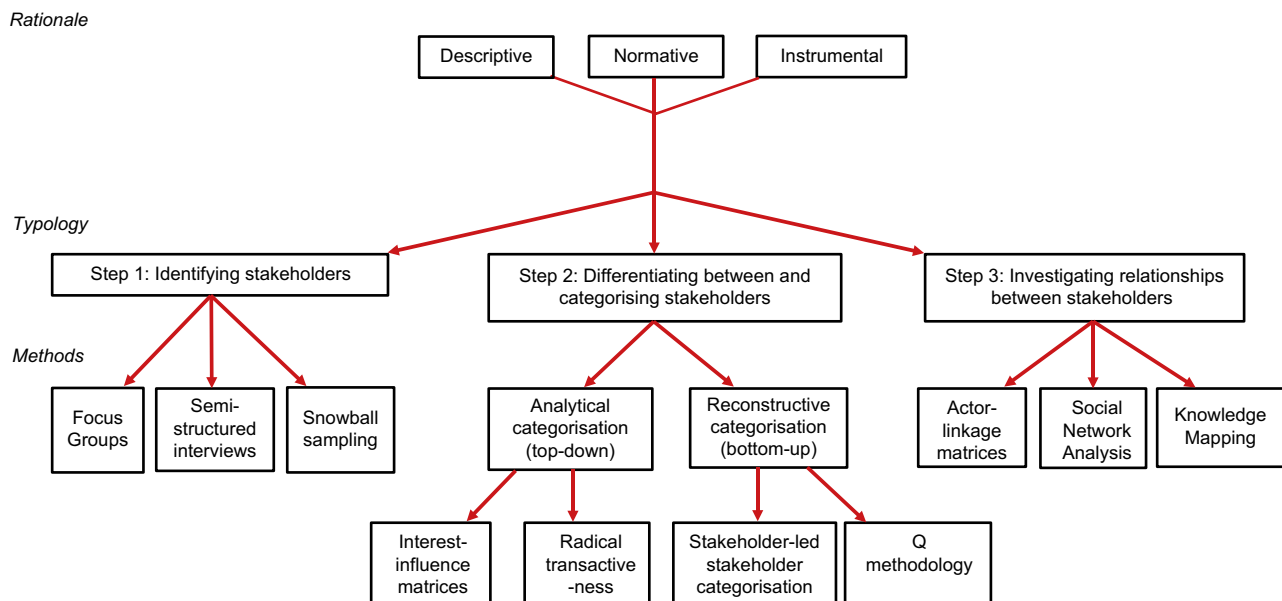 Rationale
Descriptive
Normative
Instrumental
Typology
Step 1: Identifying stakeholders
Step 2: Differentiating between and
categorising stakeholders
Step 3: Investigating relationships
between stakeholders
Methods
Focus
Groups
Semi-
structured
interviews
Snowball
sampling
Analytical
categorisation
(top-down)
Reconstructive
categorisation
(bottom-up)
Actor-
linkage
matrices
Social
Network
Analysis
Knowledge
Mapping
Interest-
influence
matrices
Radical
transactive
-ness
Stakeholder-led
stakeholder
categorisation
Q
methodology